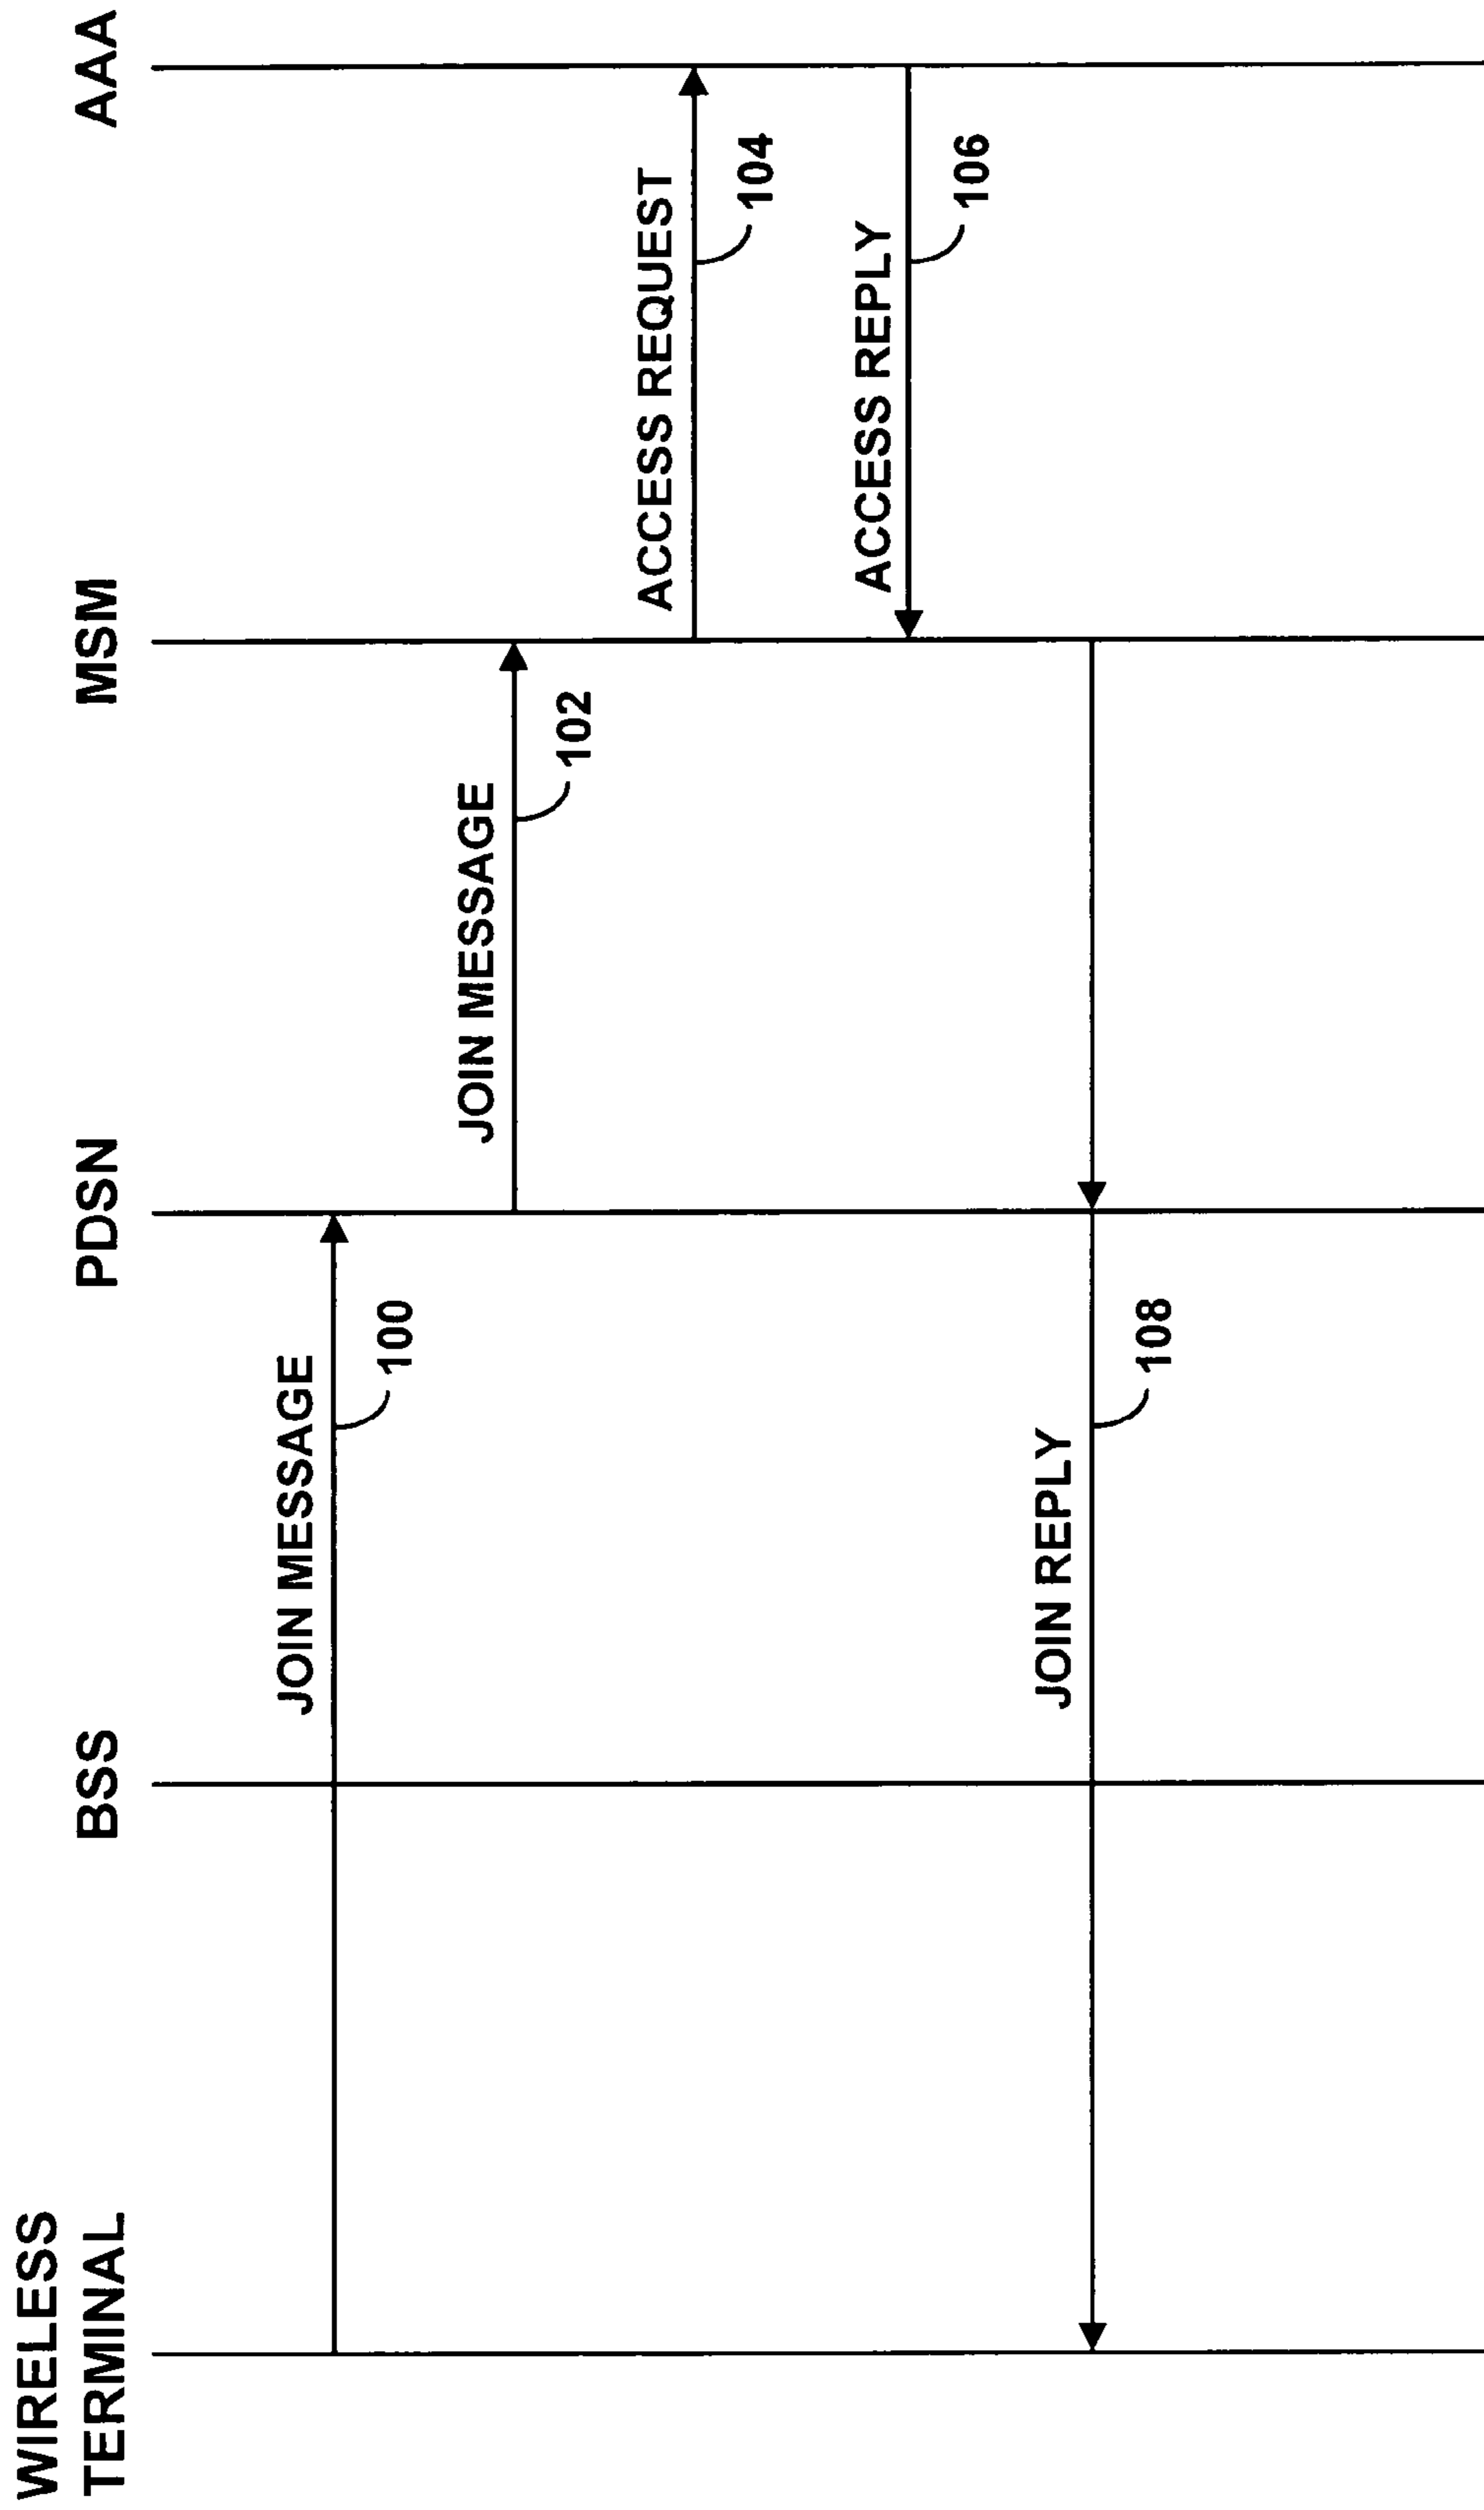 WIRELESS
TERMINAL
BSS
PDSN
MSM
AAA
JOIN MESSAGE
100
JOIN MESSAGE
102
ACCESS REQUEST
104
ACCESS REPLY
106
JOIN REPLY
108